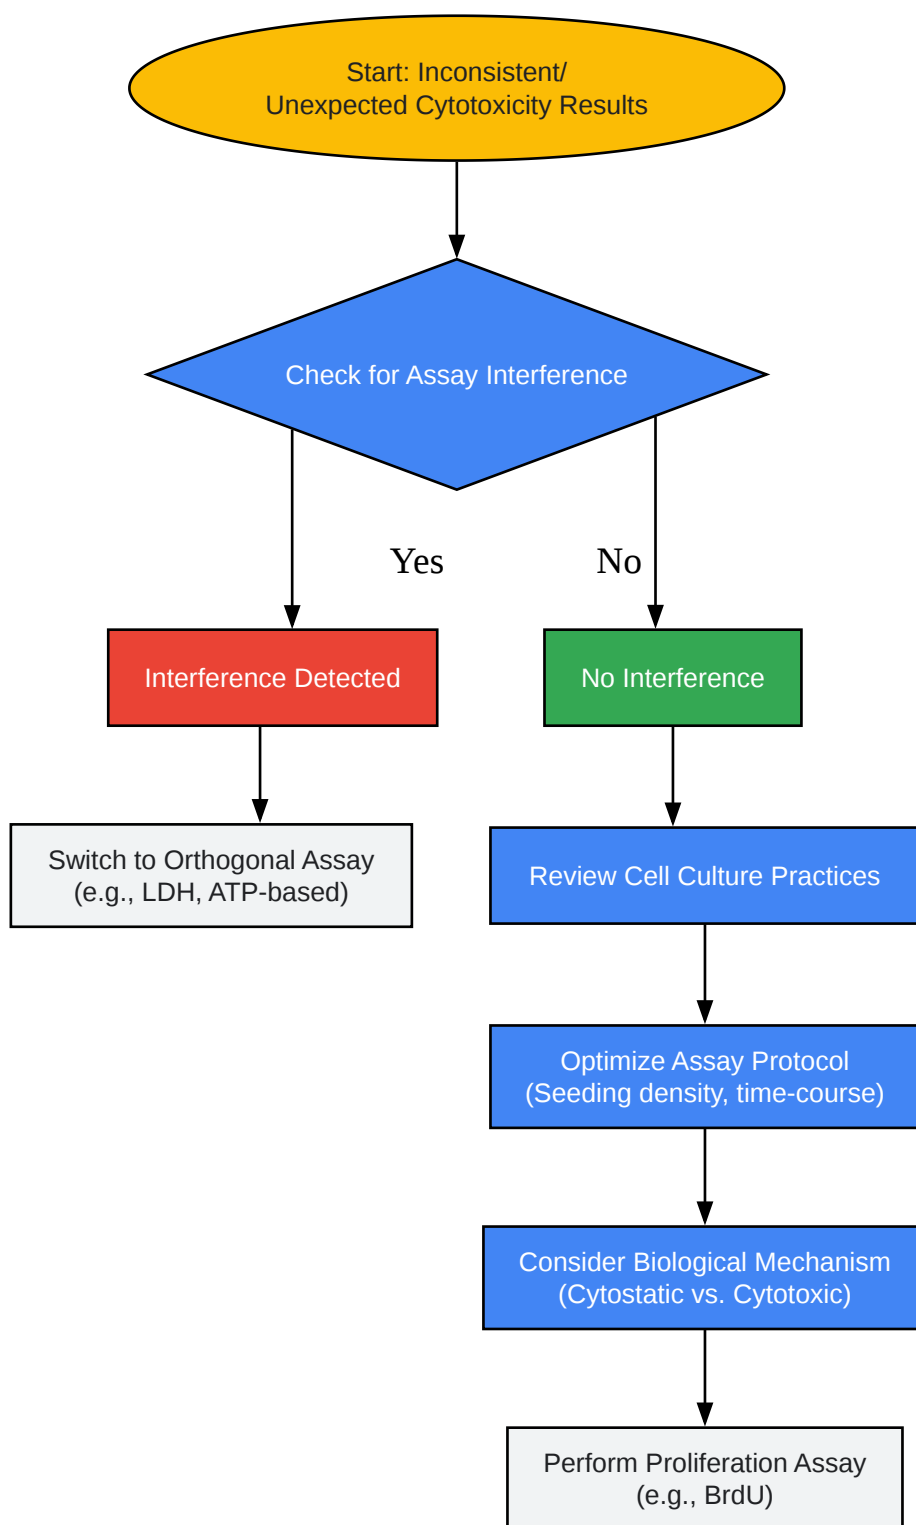 Start: Inconsistent/
Unexpected Cytotoxicity Results
Check for Assay Interference
Yes
No
Interference Detected
No Interference
Switch to Orthogonal Assay
(e.g., LDH, ATP-based)
Review Cell Culture Practices
Optimize Assay Protocol
(Seeding density, time-course)
Consider Biological Mechanism
(Cytostatic vs. Cytotoxic)
Perform Proliferation Assay
(e.g., BrdU)